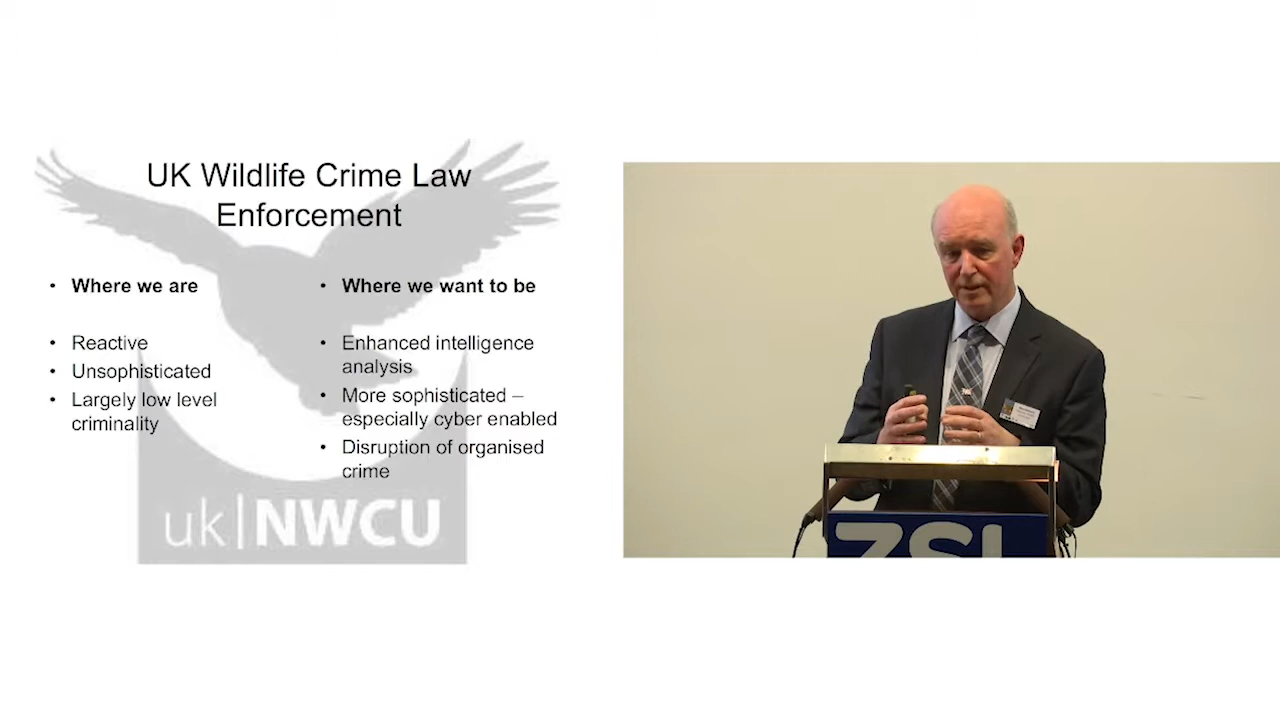 UK Wildlife Crime Law
Enforcement
• Where we are
• Reactive
• Unsophisticated
• Largely low level
criminality
• Where we want to be
• Enhanced intelligence
analysis
• More sophisticated –
especially cyber enabled
• Disruption of organised
crime
uk|NWCU
ZSL